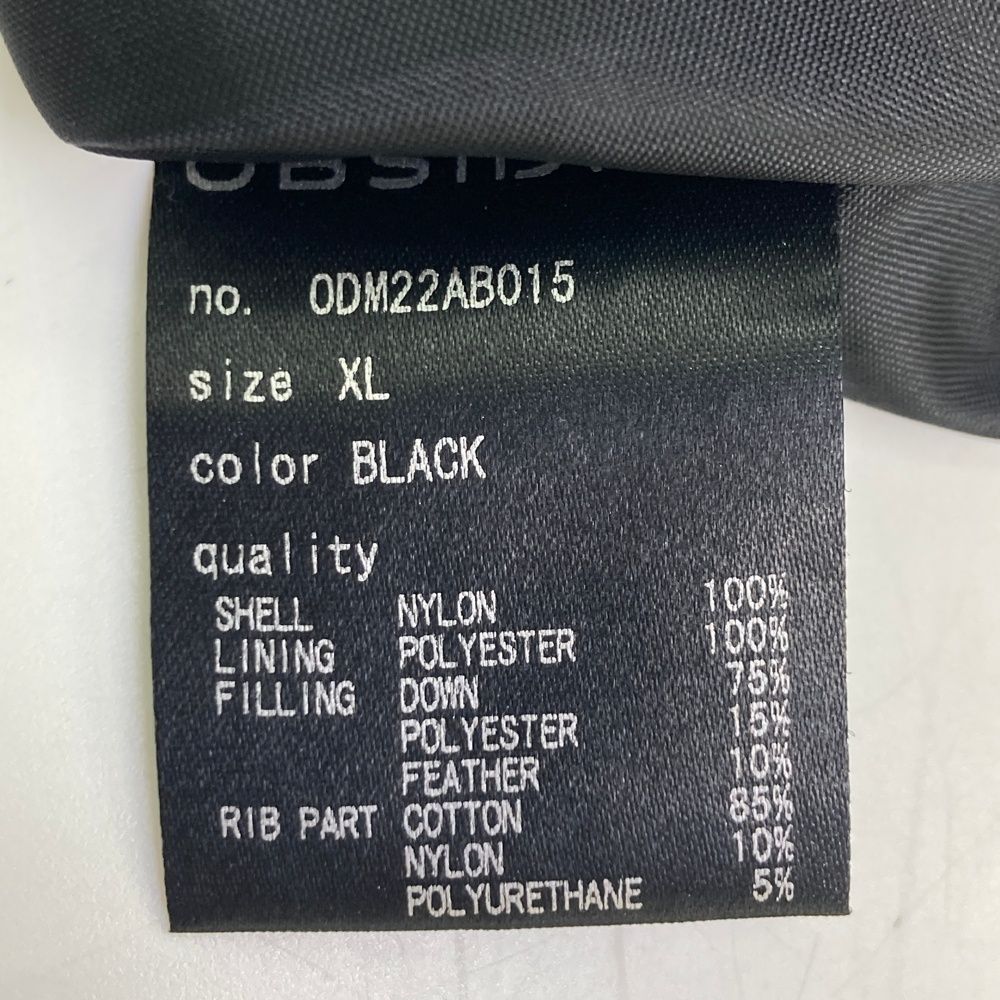 no. ODM22AB015
size XL
color BLACK
quality
SHELL NYLON 100%
LINING POLYESTER 100%
FILLING DOWN 75%
POLYESTER 15%
FEATHER 10%
RIB PART COTTON 85%
NYLON 10%
POLYURETHANE 5%